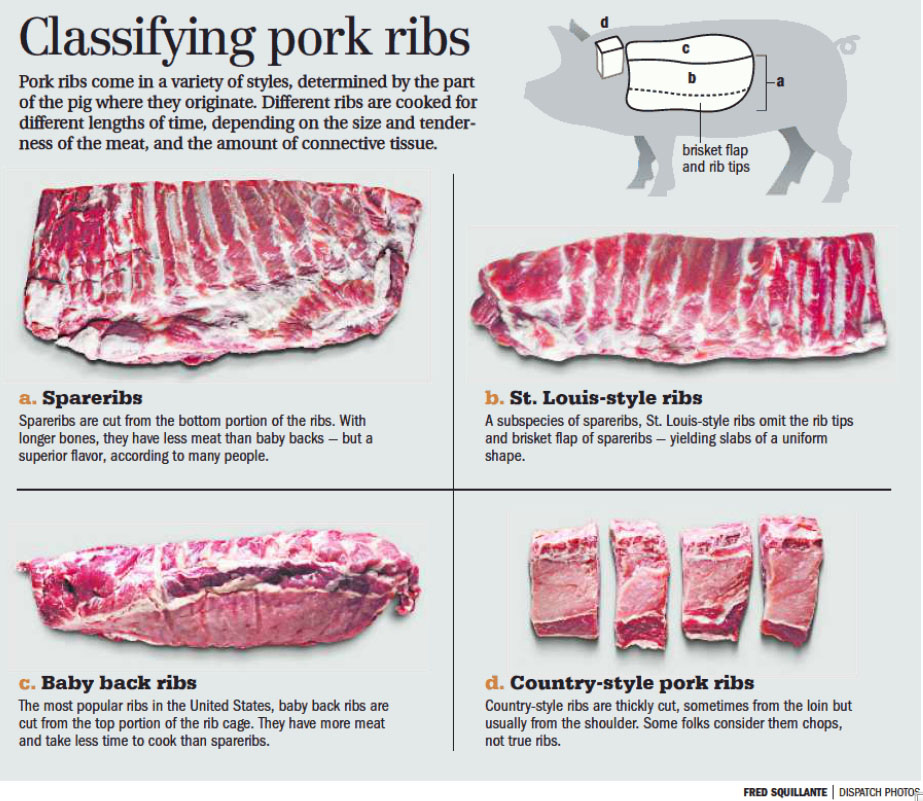 Classifying pork ribs
Pork ribs come in a variety of styles, determined by the part
of the pig where they originate. Different ribs are cooked for
different lengths of time, depending on the size and tender-
ness of the meat, and the amount of connective tissue.
d
c
b
a
brisket flap
and rib tips
a. Spareribs
Spareribs are cut from the bottom portion of the ribs. With
longer bones, they have less meat than baby backs – but a
superior flavor, according to many people.
b. St. Louis-style ribs
A subspecies of spareribs, St. Louis-style ribs omit the rib tips
and brisket flap of spareribs – yielding slabs of a uniform
shape.
c. Baby back ribs
The most popular ribs in the United States, baby back ribs are
cut from the top portion of the rib cage. They have more meat
and take less time to cook than spareribs.
d. Country-style pork ribs
Country-style ribs are thickly cut, sometimes from the loin but
usually from the shoulder. Some folks consider them chops,
not true ribs.
FRED SQUILLANTE | DISPATCH PHOTOS